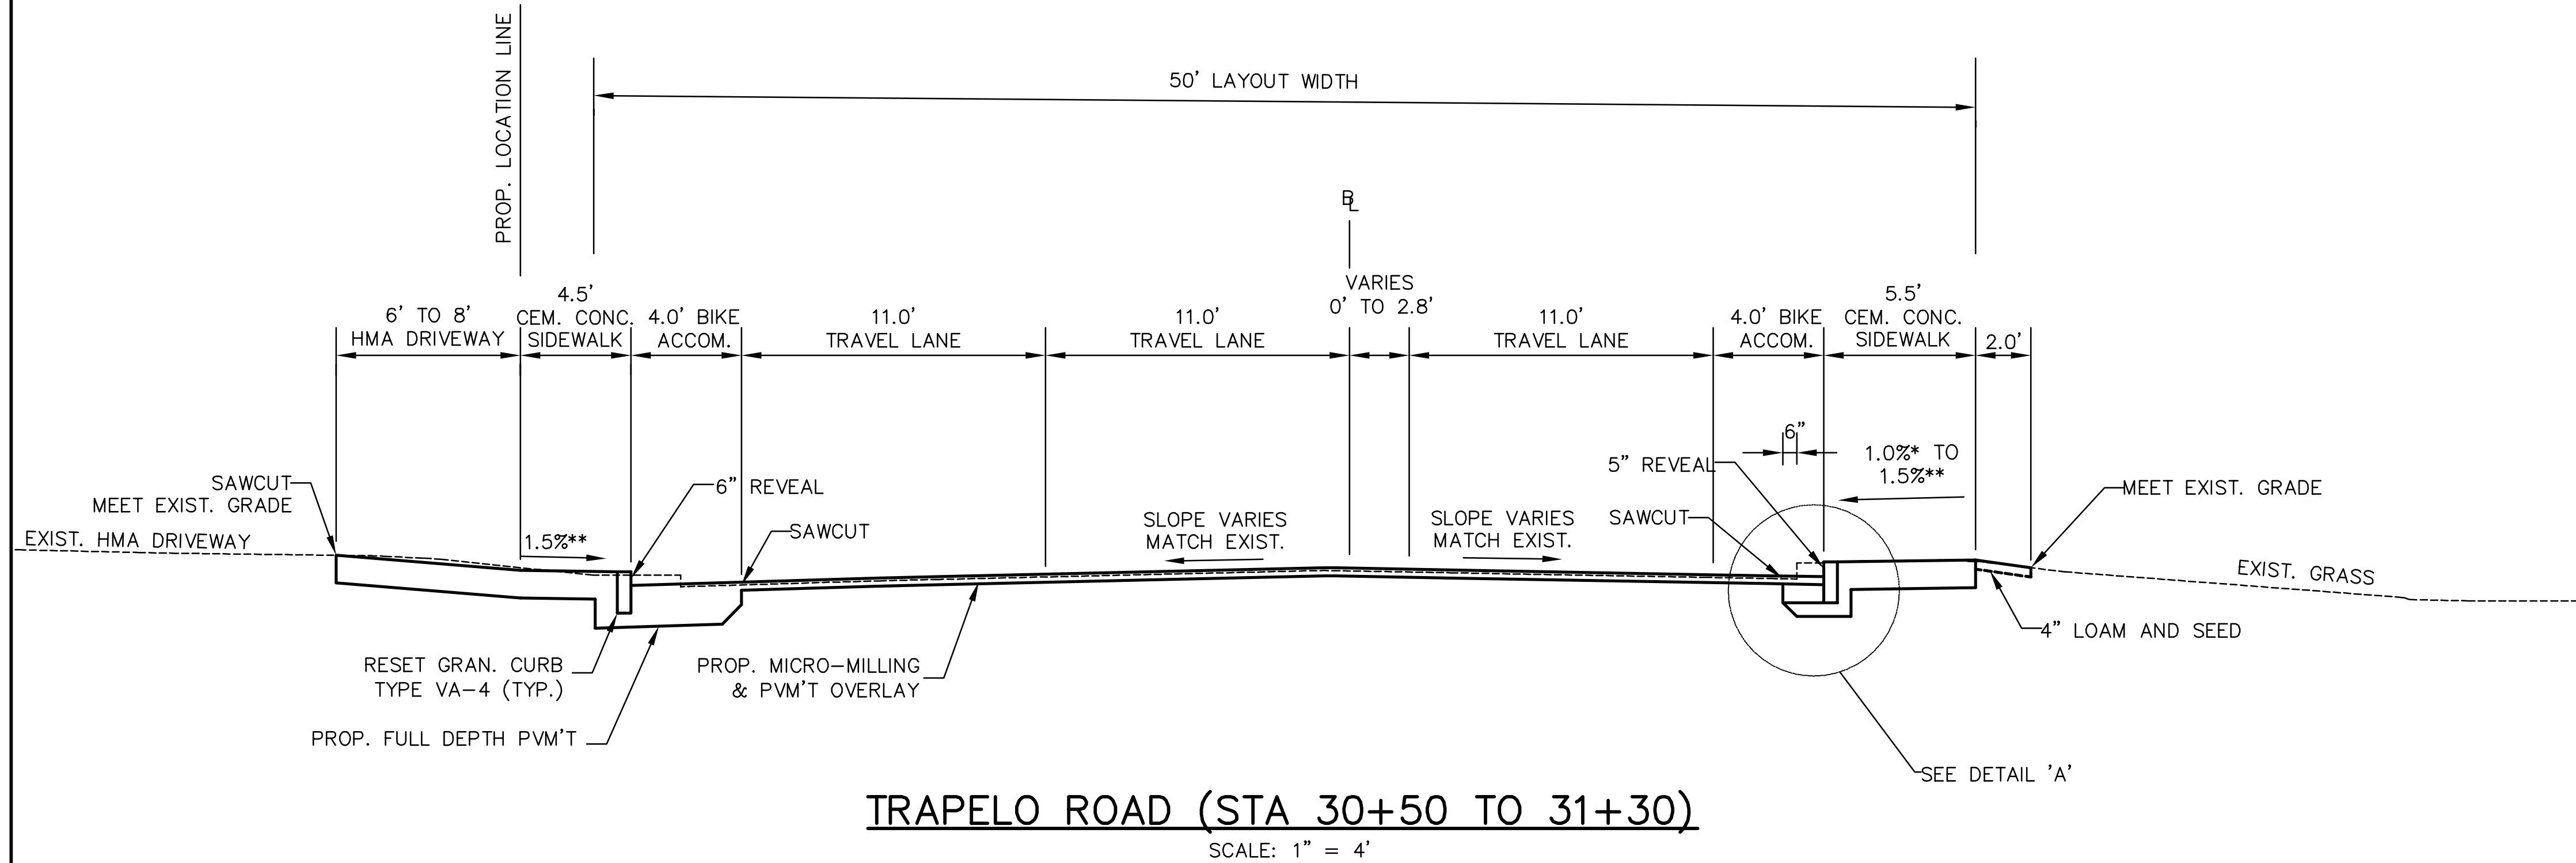 PROP. LOCATION LINE
50' LAYOUT WIDTH
BL
VARIES
0' TO 2.8'
6' TO 8'
HMA DRIVEWAY
4.5'
CEM. CONC.
SIDEWALK
4.0' BIKE
ACCOM.
11.0'
TRAVEL LANE
11.0'
TRAVEL LANE
11.0'
TRAVEL LANE
4.0' BIKE
ACCOM.
5.5'
CEM. CONC.
SIDEWALK
2.0'
6"
1.0%* TO
1.5%**
5" REVEAL
SAWCUT
MEET EXIST. GRADE
EXIST. HMA DRIVEWAY
1.5%**
6" REVEAL
SAWCUT
SLOPE VARIES
MATCH EXIST.
SLOPE VARIES
MATCH EXIST.
SAWCUT
MEET EXIST. GRADE
EXIST. GRASS
4" LOAM AND SEED
RESET GRAN. CURB
TYPE VA-4 (TYP.)
PROP. MICRO-MILLING
& PVM'T OVERLAY
PROP. FULL DEPTH PVM'T
SEE DETAIL 'A'
TRAPELO ROAD (STA 30+50 TO 31+30)
SCALE: 1" = 4'